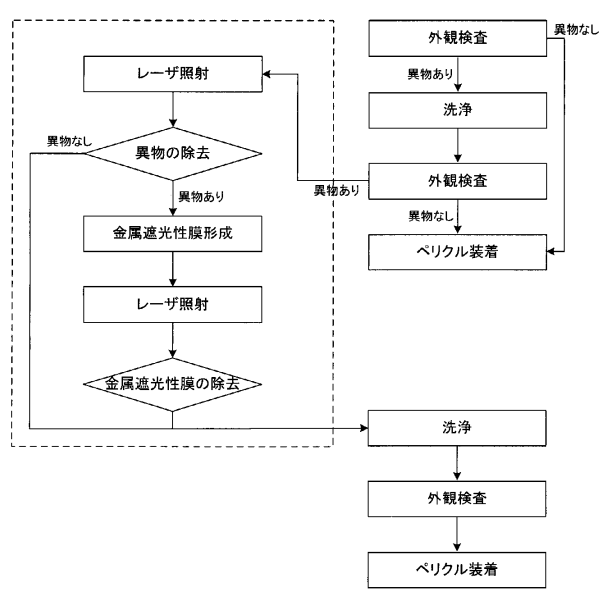 外観検査
異物なし
異物あり
洗浄
外観検査
異物あり
異物なし
ペリクル装着
レーザ照射
異物の除去
異物なし
異物あり
金属遮光性膜形成
レーザ照射
金属遮光性膜の除去
洗浄
外観検査
ペリクル装着